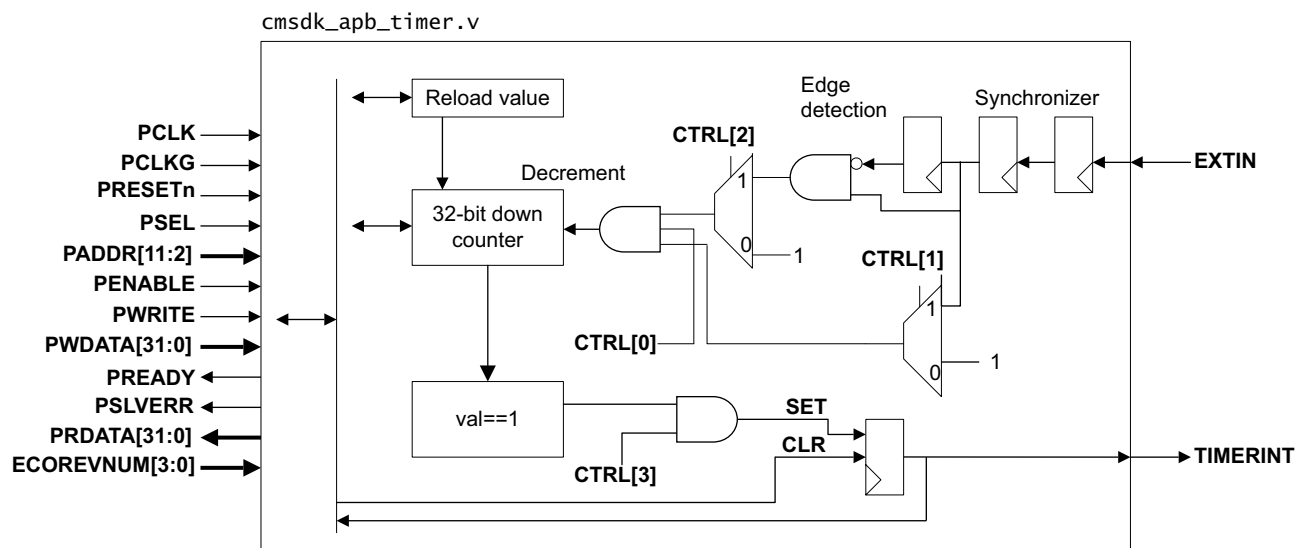 cmsdk_apb_timer.v
PCLK
PCLKG
PRESETn
PSEL
PADDR[11:2]
PENABLE
PWRITE
PWDATA[31:0]
PREADY
PSLVERR
PRDATA[31:0]
ECOREVNUM[3:0]
Reload value
Decrement
32-bit down
counter
val==1
CTRL[2]
1
0
1
Edge
detection
Synchronizer
EXTIN
CTRL[1]
1
0
1
CTRL[0]
CTRL[3]
SET
CLR
TIMERINT